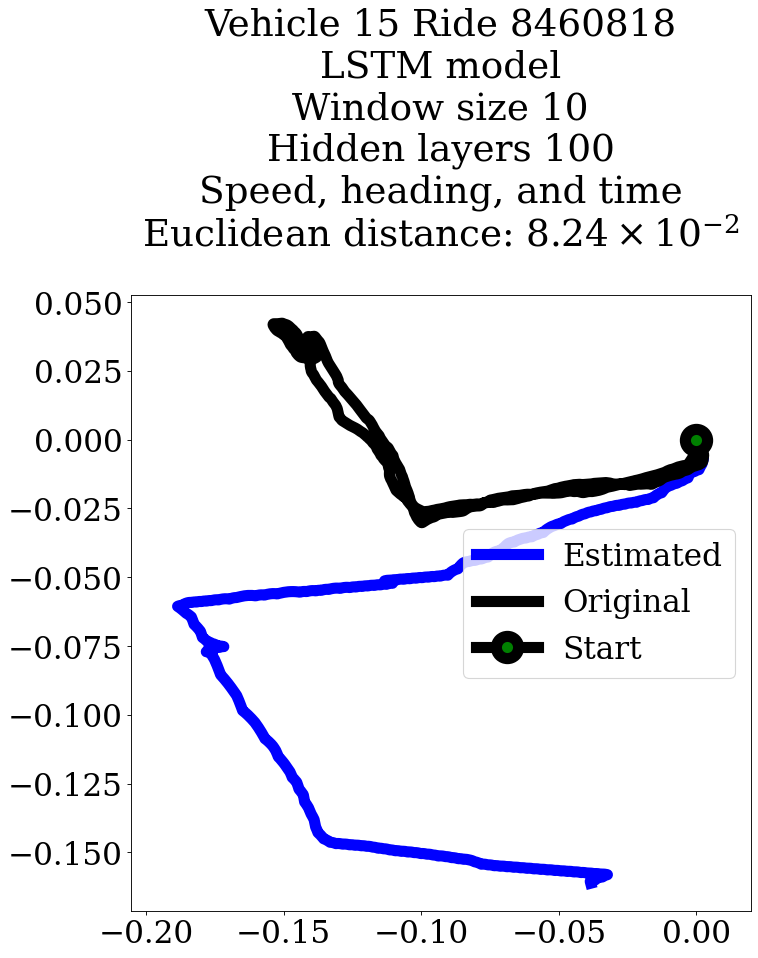 Vehicle 15 Ride 8460818
LSTM model
Window size 10
Hidden layers 100
Speed, heading, and time
Euclidean distance: 8.24 × 10⁻²
0.050
0.025
0.000
−0.025
−0.050
−0.075
−0.100
−0.125
−0.150
Estimated
Original
Start
−0.20
−0.15
−0.10
−0.05
0.00